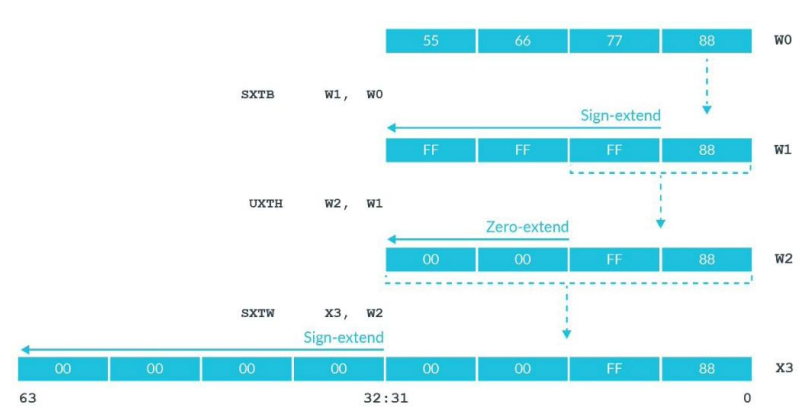 55 66 77 88 W0
SXTB W1, W0
Sign-extend
FF FF FF 88 W1
UXTH W2, W1
Zero-extend
00 00 FF 88 W2
SXTW X3, W2
Sign-extend
00 00 00 00 00 00 FF 88 X3
63 32:31 0